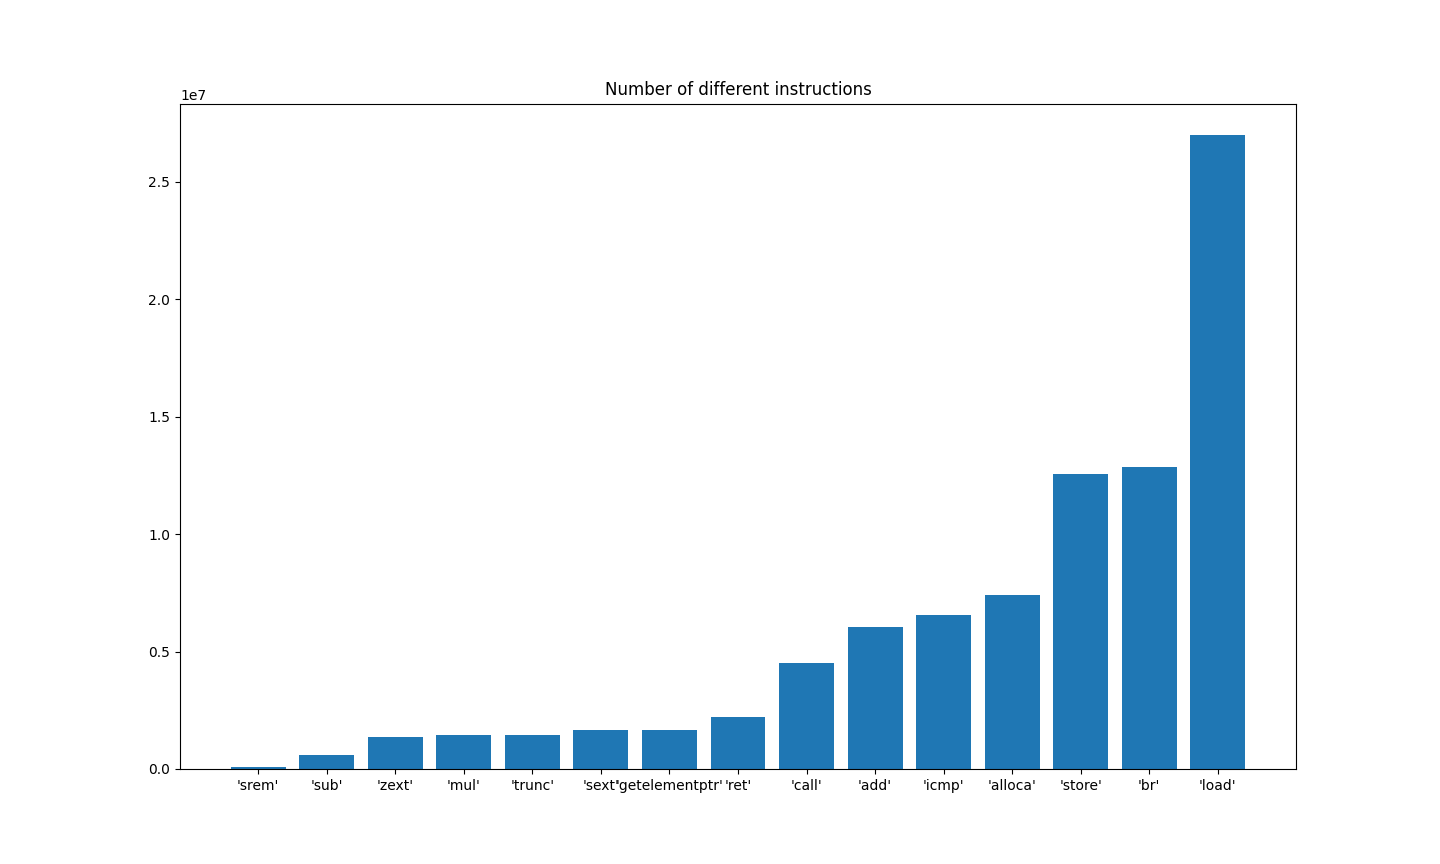 Number of different instructions
1e7
2.5
2.0
1.5
1.0
0.5
0.0
'srem' 'sub' 'zext' 'mul' 'trunc' 'sext' 'getelementptr' 'ret' 'call' 'add' 'icmp' 'alloca' 'store' 'br' 'load'